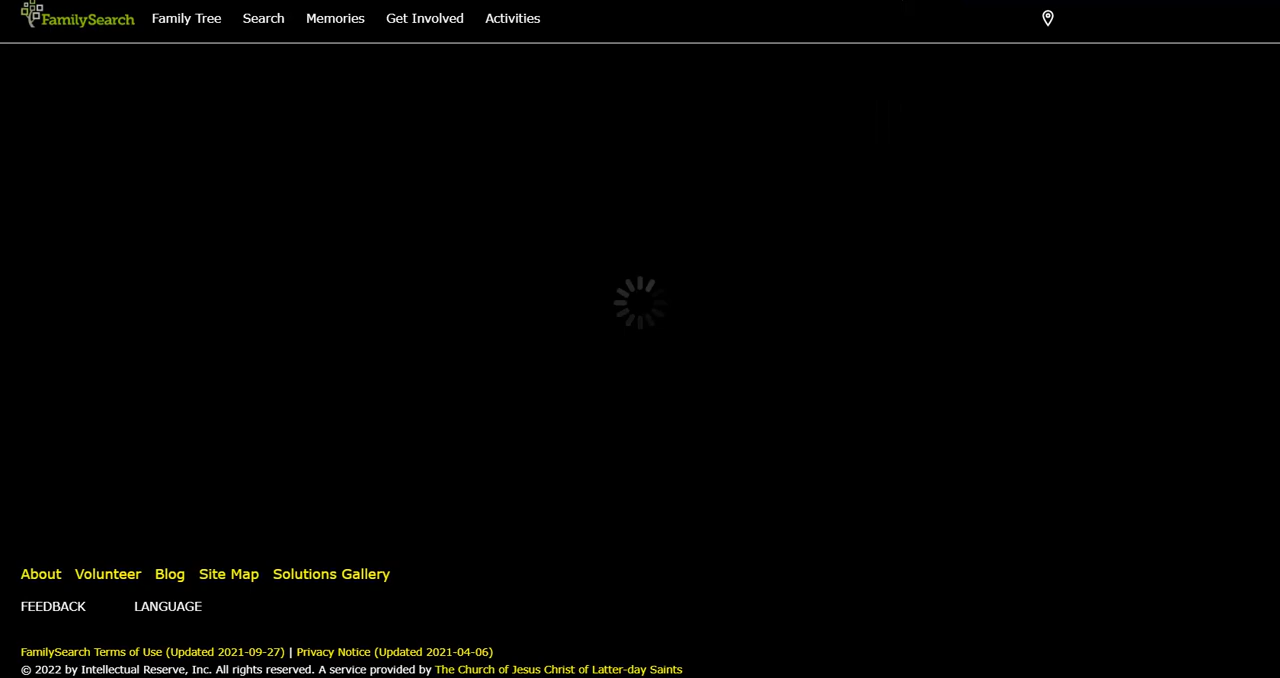 FamilySearch Family Tree Search Memories Get Involved Activities
About Volunteer Blog Site Map Solutions Gallery
FEEDBACK LANGUAGE
FamilySearch Terms of Use (Updated 2021-09-27) | Privacy Notice (Updated 2021-04-06)
© 2022 by Intellectual Reserve, Inc. All rights reserved. A service provided by The Church of Jesus Christ of Latter-day Saints